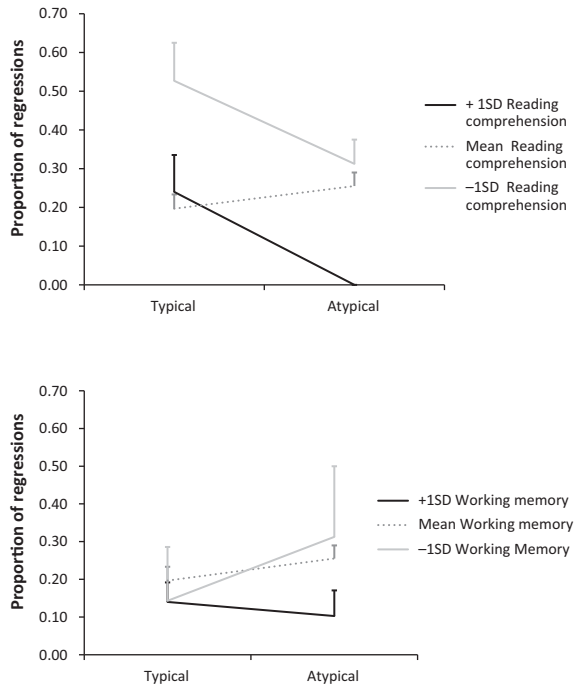 Proportion of regressions
0.70
0.60
0.50
0.40
0.30
0.20
0.10
0.00
Typical
Atypical
+ 1SD Reading
comprehension
Mean Reading
comprehension
–1SD Reading
comprehension
Proportion of regressions
0.70
0.60
0.50
0.40
0.30
0.20
0.10
0.00
Typical
Atypical
+1SD Working memory
Mean Working memory
–1SD Working Memory